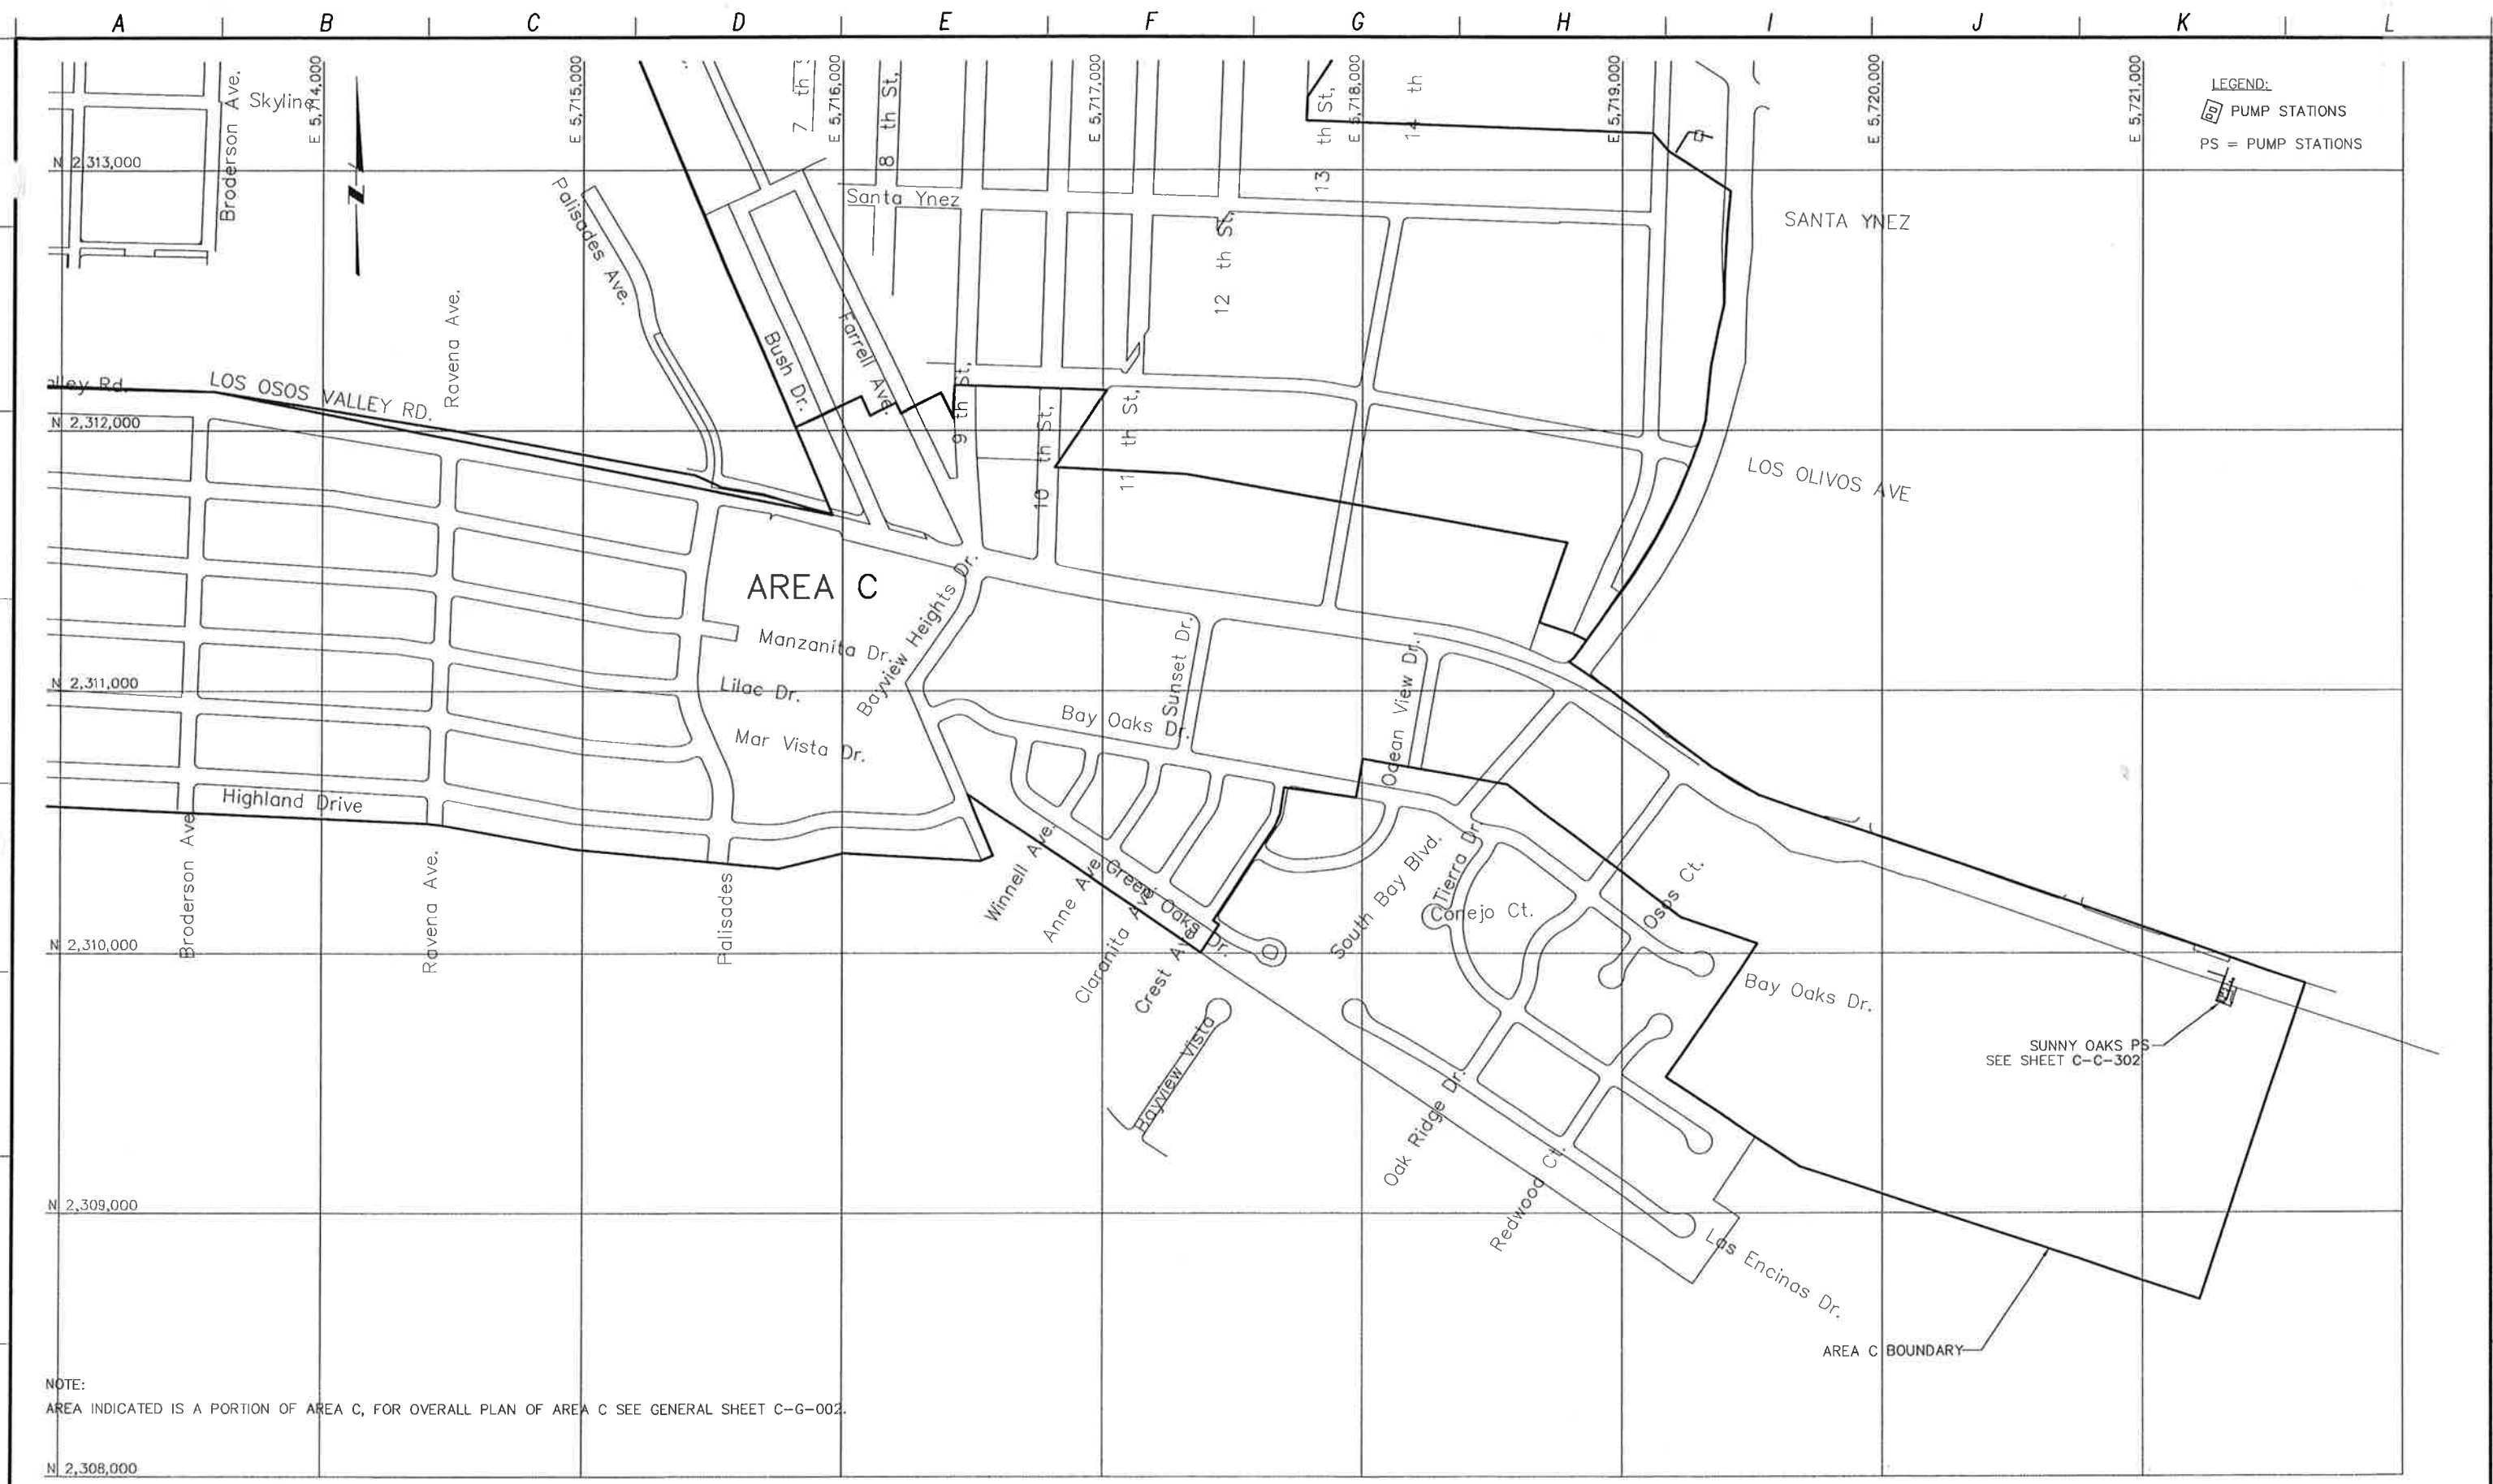 A B C D E F G H I J K L
E 5,714,000
E 5,715,000
E 5,716,000
E 5,717,000
E 5,718,000
E 5,719,000
E 5,720,000
E 5,721,000
LEGEND:
PUMP STATIONS
PS = PUMP STATIONS
Skyline
Broderson Ave.
7 th
8 th St,
13 th St,
14 th
N 2,313,000
Palisades Ave.
Santa Ynez
SANTA YNEZ
12 th St,
Ravena Ave.
Bush Dr.
Farrell Ave.
9 th St,
10 th St,
11 th St,
Rd.
LOS OSOS VALLEY RD.
N 2,312,000
LOS OLIVOS AVE
AREA C
Manzanita Dr.
Bayview Heights Dr.
Sunset Dr.
Ocean View Dr.
N 2,311,000
Lilac Dr.
Bay Oaks Dr.
Mar Vista Dr.
Highland Drive
Broderson Ave
Ravena Ave.
Palisades
Winnell Ave.
Anne Ave
Green Oaks Dr.
Claranita Ave.
Crest Ave
South Bay Blvd.
Tierra Dr.
Conejo Ct.
Osos Ct.
N 2,310,000
Bay Oaks Dr.
Bayview Vista
SUNNY OAKS PS
SEE SHEET C-C-302
Oak Ridge Dr.
Redwood Ct.
N 2,309,000
Las Encinas Dr.
AREA C BOUNDARY
NOTE:
AREA INDICATED IS A PORTION OF AREA C, FOR OVERALL PLAN OF AREA C SEE GENERAL SHEET C-G-002.
N 2,308,000